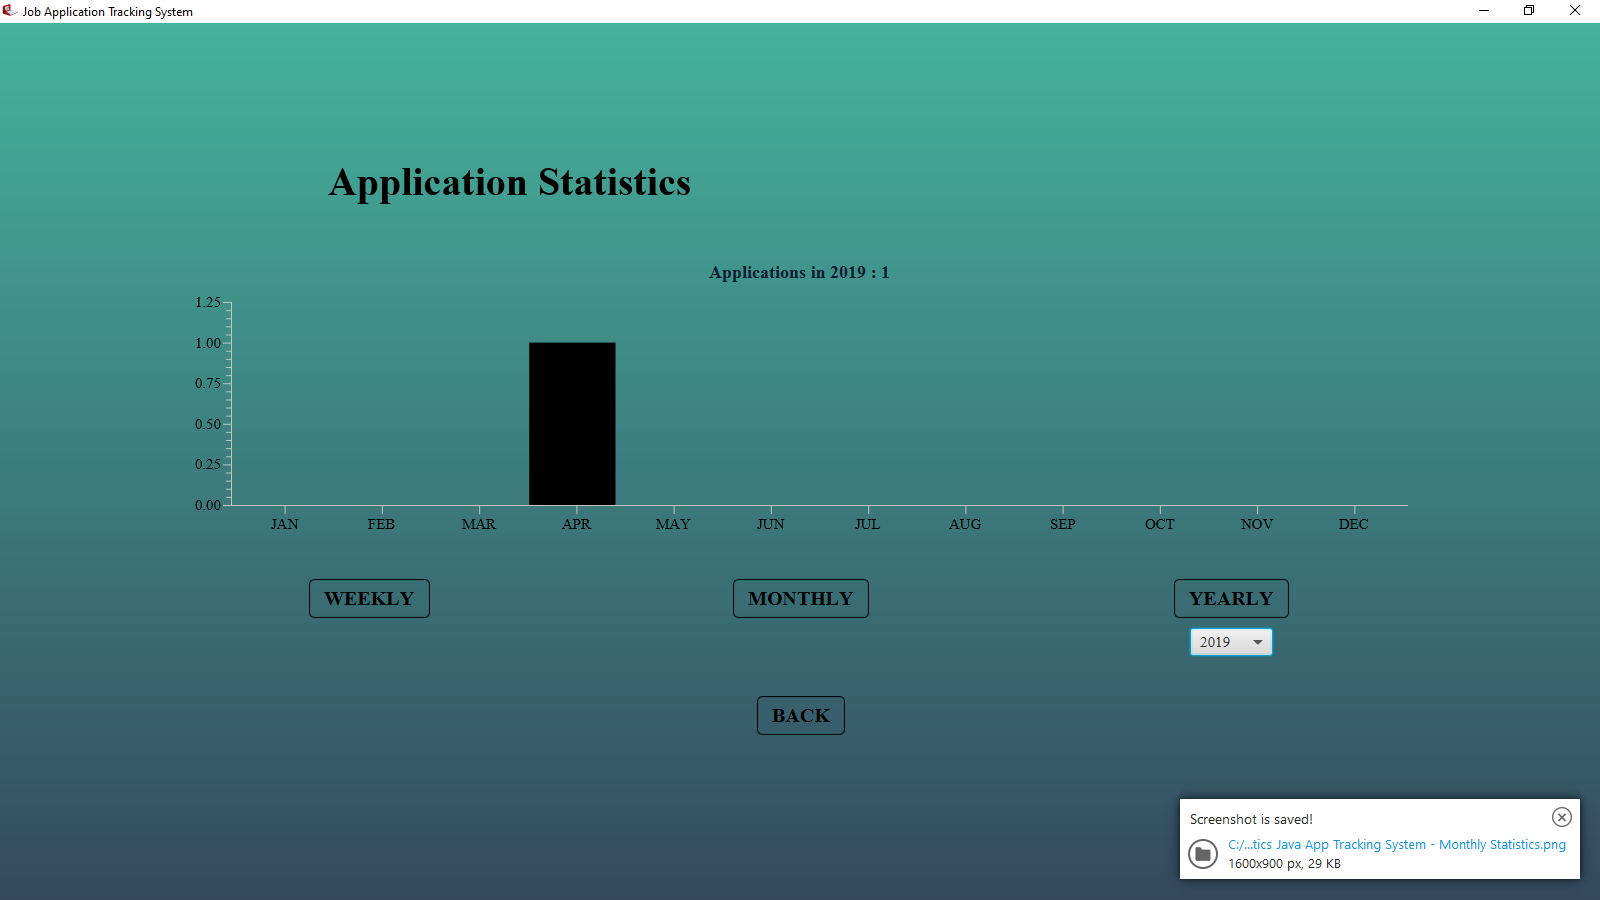 Job Application Tracking System
Application Statistics
Applications in 2019 : 1
1.25
1.00
0.75
0.50
0.25
0.00
JAN FEB MAR APR MAY JUN JUL AUG SEP OCT NOV DEC
WEEKLY MONTHLY YEARLY
2019
BACK
Screenshot is saved!
C:/...tics Java App Tracking System - Monthly Statistics.png
1600x900 px, 29 KB